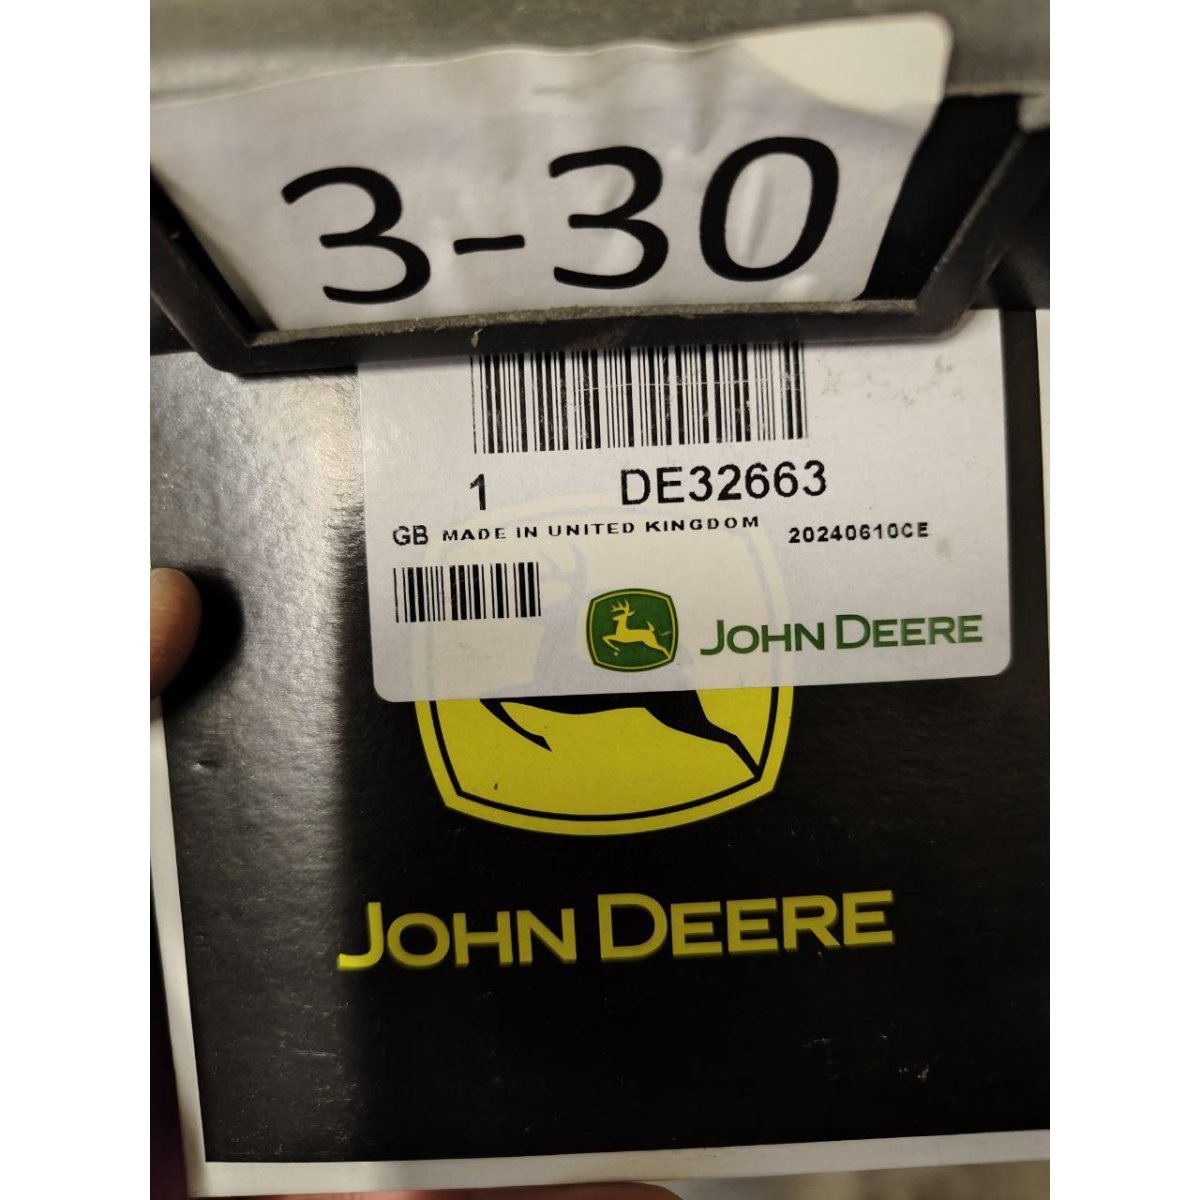 3-30
1 DE32663
GB MADE IN UNITED KINGDOM 20240610CE
JOHN DEERE
JOHN DEERE